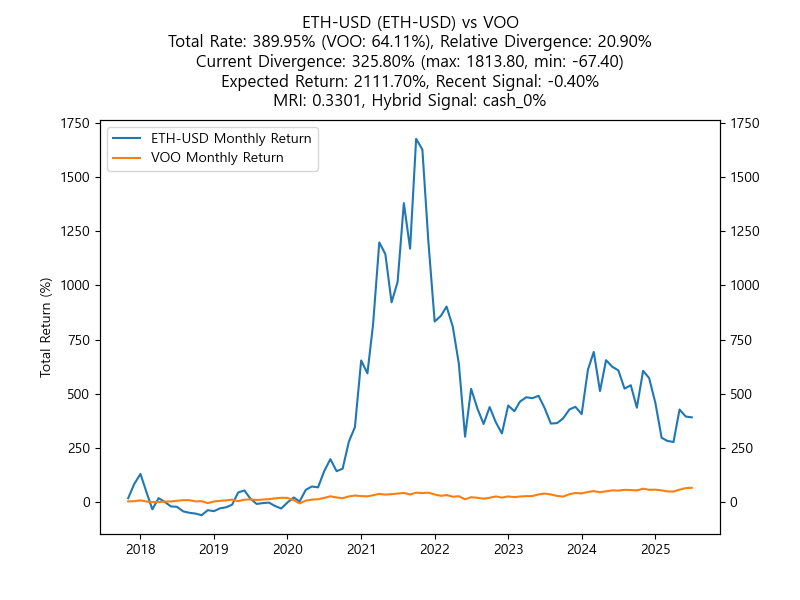 ETH-USD (ETH-USD) vs VOO
Total Rate: 389.95% (VOO: 64.11%), Relative Divergence: 20.90%
Current Divergence: 325.80% (max: 1813.80, min: -67.40)
Expected Return: 2111.70%, Recent Signal: -0.40%
MRI: 0.3301, Hybrid Signal: cash_0%
ETH-USD Monthly Return
VOO Monthly Return
Total Return (%)
1750
1500
1250
1000
750
500
250
0
1750
1500
1250
1000
750
500
250
0
2018 2019 2020 2021 2022 2023 2024 2025